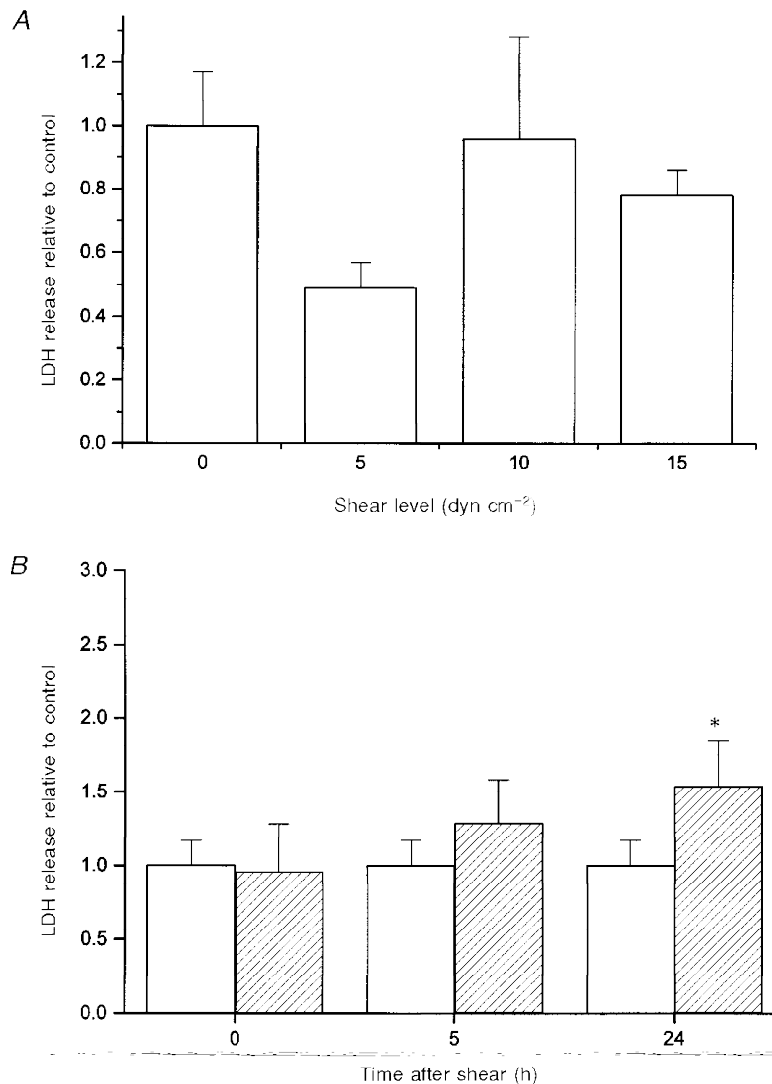 A
LDH release relative to control
1.2
1.0
0.8
0.6
0.4
0.2
0.0
0 5 10 15
Shear level (dyn cm⁻²)
B
LDH release relative to control
3.0
2.5
2.0
1.5
1.0
0.5
0.0
*
0 5 24
Time after shear (h)